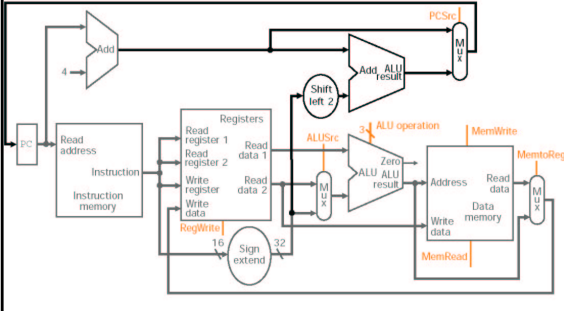 PCSrc
Add
4
M
u
x
Add ALU
result
Shift
left 2
PC
Read
address
Instruction
Instruction
memory
Registers
Read
register 1
Read
register 2
Write
register
Write
data
Read
data 1
Read
data 2
RegWrite
16
Sign
extend
32
ALUSrc
M
u
x
3
ALU operation
Zero
ALU
ALU
result
MemWrite
Address
Read
data
Data
memory
Write
data
MemRead
MemtoReg
M
u
x